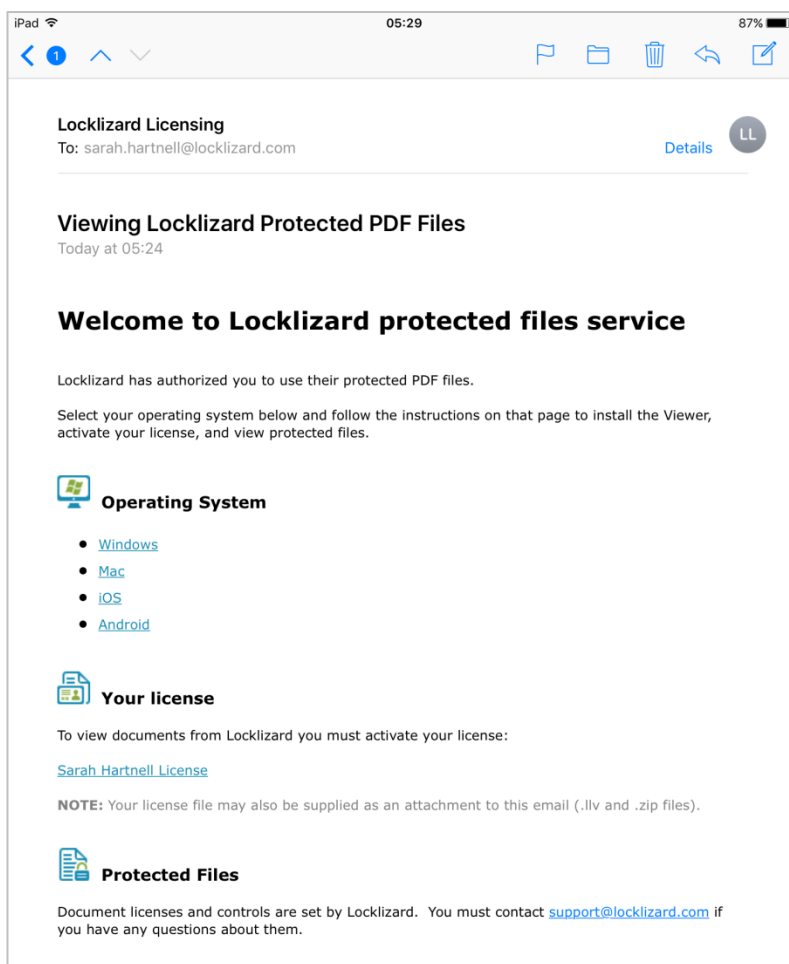 iPad
05:29
87%
1
Locklizard Licensing
To: sarah.hartnell@locklizard.com
Details
LL
Viewing Locklizard Protected PDF Files
Today at 05:24
Welcome to Locklizard protected files service
Locklizard has authorized you to use their protected PDF files.
Select your operating system below and follow the instructions on that page to install the Viewer,
activate your license, and view protected files.
Operating System
• Windows
• Mac
• iOS
• Android
Your license
To view documents from Locklizard you must activate your license:
Sarah Hartnell License
NOTE: Your license file may also be supplied as an attachment to this email (.llv and .zip files).
Protected Files
Document licenses and controls are set by Locklizard.  You must contact support@locklizard.com if
you have any questions about them.